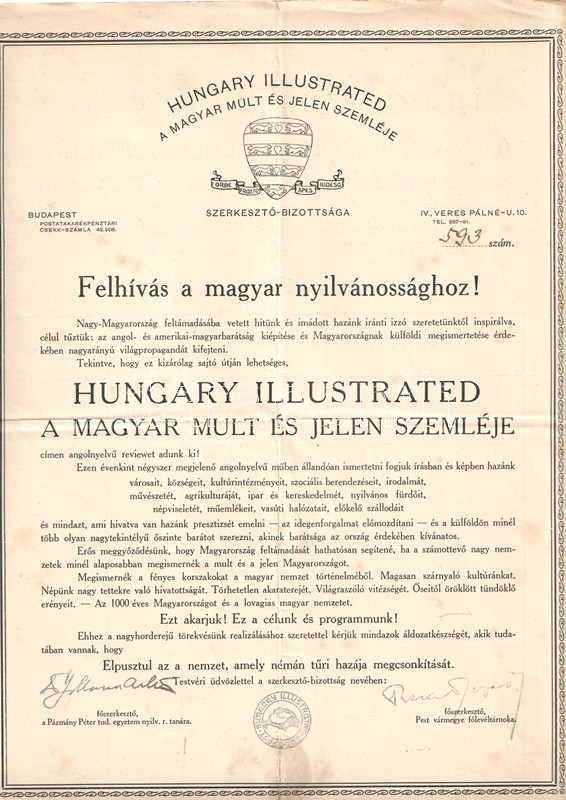 HUNGARY ILLUSTRATED
A MAGYAR MULT ÉS JELEN SZEMLÉJE
SZERKESZTŐ-BIZOTTSÁGA
BUDAPEST
POSTATAKARÉKPÉNZTÁRI
CSEKK-SZÁMLA 42.906.
IV., VERES PÁLNÉ-U. 10.
TEL. 887-91.
593 szám.
Felhívás a magyar nyilvánossághoz!
Nagy-Magyarország feltámadásába vetett hitünk és imádott hazánk iránti izzó szeretetünktől inspirálva,
célul tűztük: az angol- és amerikai-magyarbarátság kiépítése és Magyarországnak külföldi megismertetése érde-
kében nagyarányú világpropagandát kifejteni.
Tekintve, hogy ez kizárólag sajtó útján lehetséges,
HUNGARY ILLUSTRATED
A MAGYAR MULT ÉS JELEN SZEMLÉJE
címen angolnyelvű reviewet adunk ki!
Ezen évenkint négyszer megjelenő angolnyelvű műben állandóan ismertetni fogjuk írásban és képben hazánk
városait, községeit, kultúrintézményeit, szociális berendezéseit, irodalmát,
művészetét, agrikulturáját, ipar és kereskedelmét, nyilvános fürdőit,
népviseletét, műemlékeit, vasúti halózatait, előkelő szállodáit
és mindazt, ami hivatva van hazánk presztizsét emelni — az idegenforgalmat előmozdítani — és a külföldön minél
több olyan nagytekintélyű őszinte barátot szerezni, akinek barátsága az ország érdekében kívánatos.
Erős meggyőződésünk, hogy Magyarország feltámadását hathatósan segítené, ha a számottevő nagy nem-
zetek minél alaposabban megismernék a mult és a jelen Magyarországot.
Megismernék a fényes korszakokat a magyar nemzet történelméből. Magasan szárnyaló kultúránkat.
Népünk nagy tettekre való hivatottságát. Törhetetlen akaraterejét. Világraszóló vitézségét. Őseitől öröklött tündöklő
erényeit. — Az 1000 éves Magyarországot és a lovagias magyar nemzetet.
Ezt akarjuk! Ez a célunk és programmunk!
Ehhez a nagyhorderejű törekvésünk realizálásához szeretettel kérjük mindazok áldozatkészségét, akik tuda-
tában vannak, hogy
Elpusztul az a nemzet, amely némán tűri hazája megcsonkítását.
Testvéri üdvözlettel a szerkesztő-bizottság nevében:
főszerkesztő,
a Pázmány Péter tud. egyetem nyilv. r. tanára.
főszerkesztő,
Pest vármegye főlevéltárnoka.